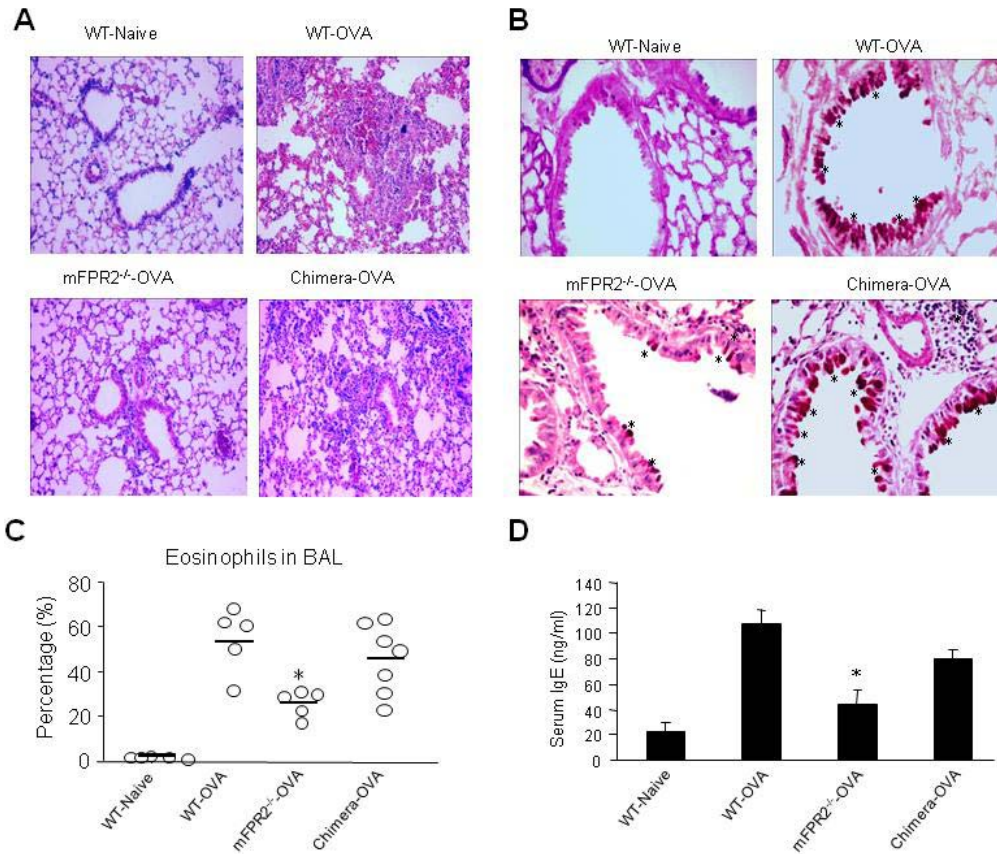 A
WT-Naive
WT-OVA
mFPR2-/--OVA
Chimera-OVA
B
WT-Naive
WT-OVA
* * * * * *
mFPR2-/--OVA
Chimera-OVA
C
Eosinophils in BAL
Percentage (%)
80
60
40
20
0
*
WT-Naive
WT-OVA
mFPR2-/--OVA
Chimera-OVA
D
Serum IgE (ng/ml)
140
120
100
80
60
40
20
0
*
WT-Naive
WT-OVA
mFPR2-/--OVA
Chimera-OVA